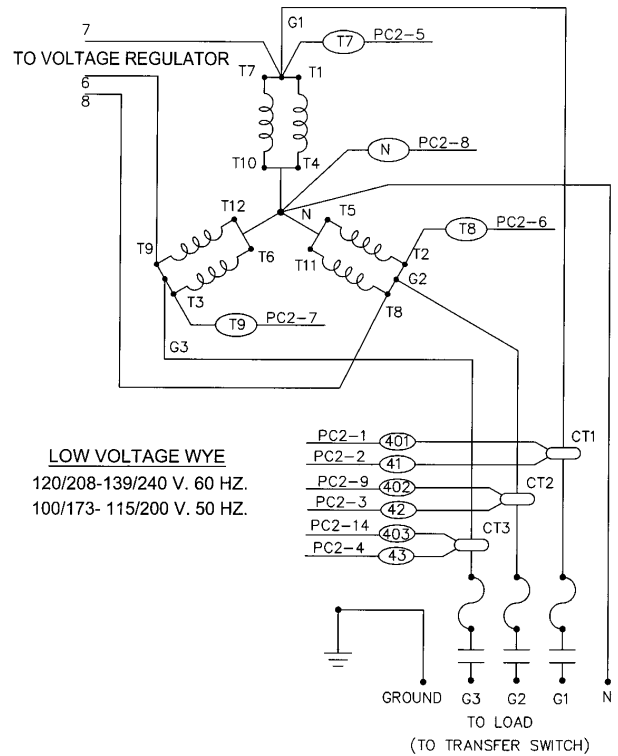 G1
7
T7
PC2-5
TO VOLTAGE REGULATOR
T7
T1
6
8
T10
T4
N
PC2-8
T12
N
T5
T8
PC2-6
T9
T6
T11
T2
G2
T3
T8
T9
PC2-7
G3
PC2-1
401
CT1
PC2-2
41
LOW VOLTAGE WYE
120/208-139/240 V. 60 HZ.
100/173- 115/200 V. 50 HZ.
PC2-9
402
CT2
PC2-3
42
PC2-14
403
CT3
PC2-4
43
GROUND
G3
G2
G1
N
TO LOAD
(TO TRANSFER SWITCH)